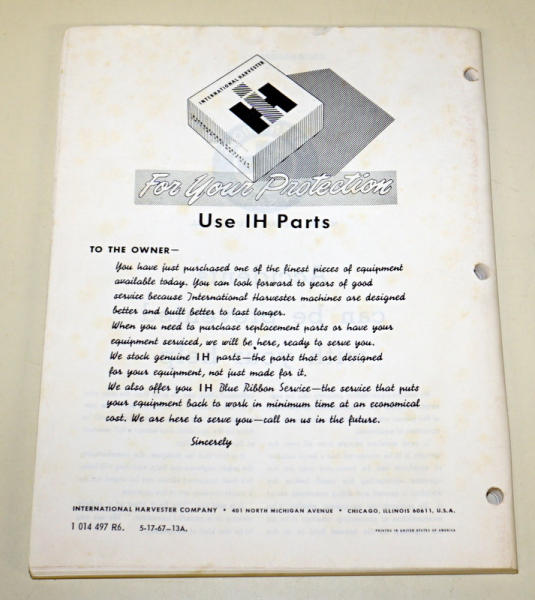 INTERNATIONAL HARVESTER
IH
For Your Protection
Use IH Parts
TO THE OWNER—
You have just purchased one of the finest pieces of equipment
available today. You can look forward to years of good
service because International Harvester machines are designed
better and built better to last longer.
When you need to purchase replacement parts or have your
equipment serviced, we will be here, ready to serve you.
We stock genuine IH parts—the parts that are designed
for your equipment, not just made for it.
We also offer you IH Blue Ribbon Service—the service that puts
your equipment back to work in minimum time at an economical
cost. We are here to serve you—call on us in the future.
Sincerely
INTERNATIONAL HARVESTER COMPANY • 401 NORTH MICHIGAN AVENUE • CHICAGO, ILLINOIS 60611, U.S.A.
1 014 497 R6. 5-17-67-13A.
PRINTED IN UNITED STATES OF AMERICA